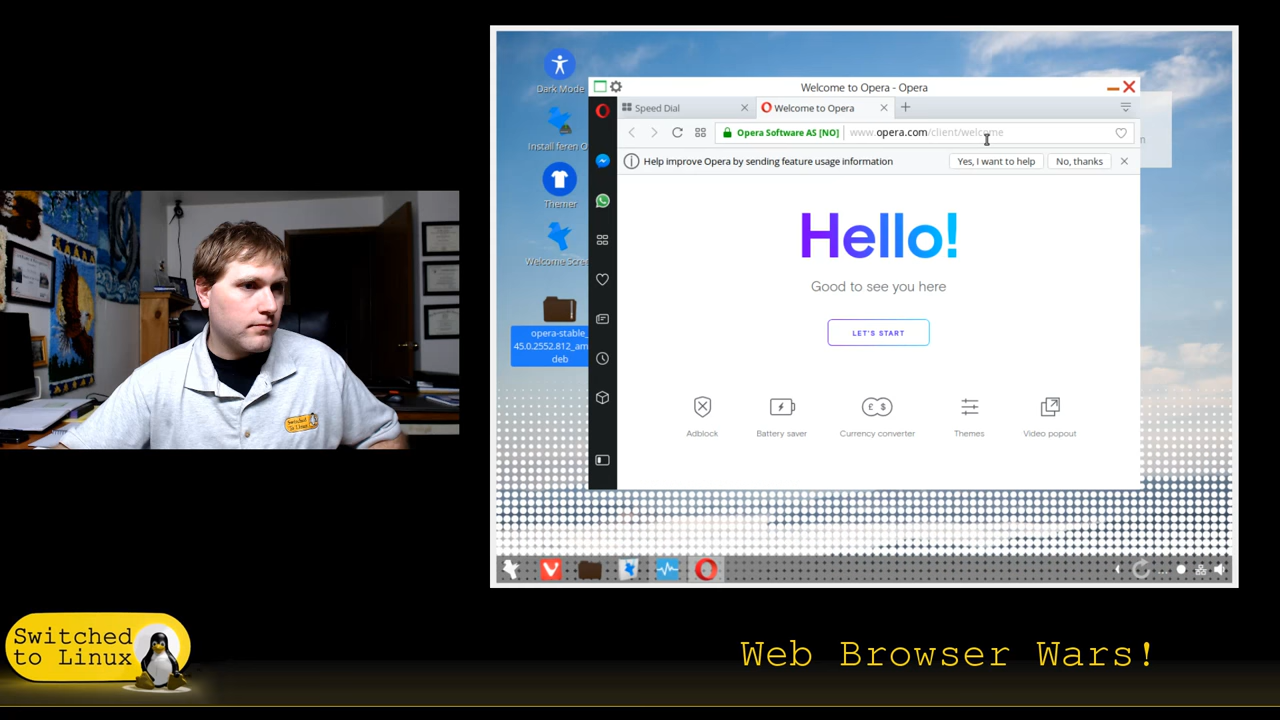 Dark Mode
Install feren O
Themer
Welcome Scre
opera-stable_
45.0.2552.812_am
deb
Welcome to Opera - Opera
Speed Dial
Welcome to Opera
Opera Software AS [NO]
www.opera.com/client/welcome
Help improve Opera by sending feature usage information
Yes, I want to help
No, thanks
Hello!
Good to see you here
LET'S START
Adblock
Battery saver
Currency converter
Themes
Video popout
Switched
to Linux
Web Browser Wars!